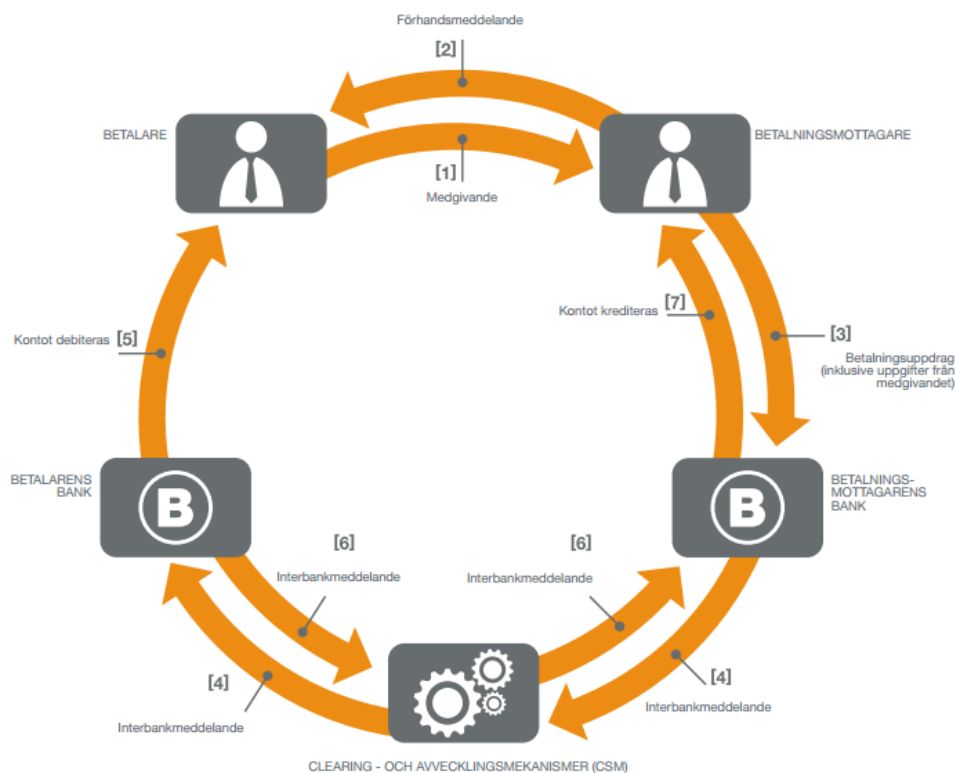 Förhandsmeddelande
[2]
BETALARE
BETALNINGSMOTTAGARE
[1]
Medgivande
Kontot debiteras [5]
Kontot krediteras [7]
[3]
Betalningsuppdrag
(inklusive uppgifter från
medgivandet)
BETALARENS
BANK
B
B
BETALNINGS-
MOTTAGARENS
BANK
[6]
Interbankmeddelande
[6]
Interbankmeddelande
[4]
Interbankmeddelande
[4]
Interbankmeddelande
CLEARING - OCH AVVECKLINGSMEKANISMER (CSM)